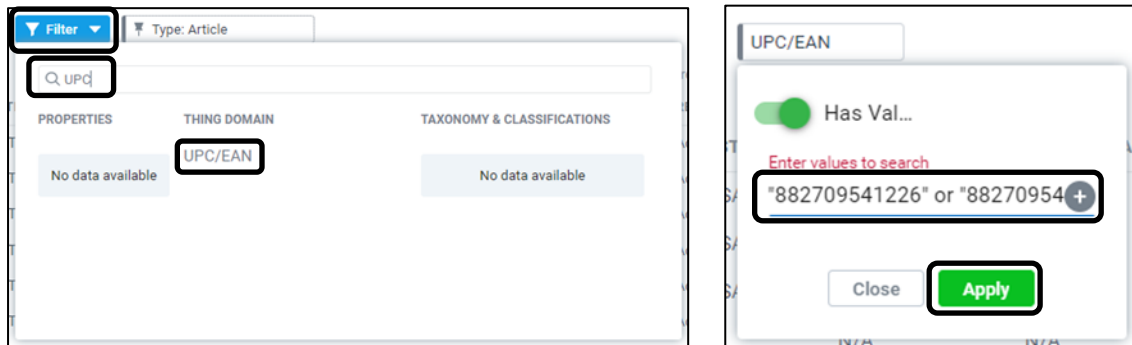 Filter
Type: Article
UPC
PROPERTIES
THING DOMAIN
TAXONOMY & CLASSIFICATIONS
UPC/EAN
No data available
No data available
UPC/EAN
Has Val...
Enter values to search
"882709541226" or "88270954
Close
Apply
N/A
N/A